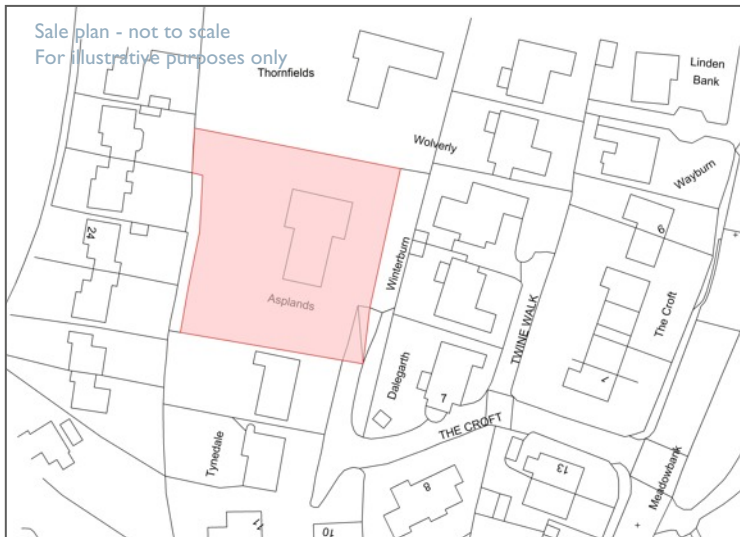 Sale plan - not to scale
For illustrative purposes only
Thornfields
Linden
Bank
Wolverly
Wayburn
24
6
Winterburn
Asplands
TWINE WALK
The Croft
Dalegarth
7
7
THE CROFT
Tynedale
13
Meadowbank
8
11
10